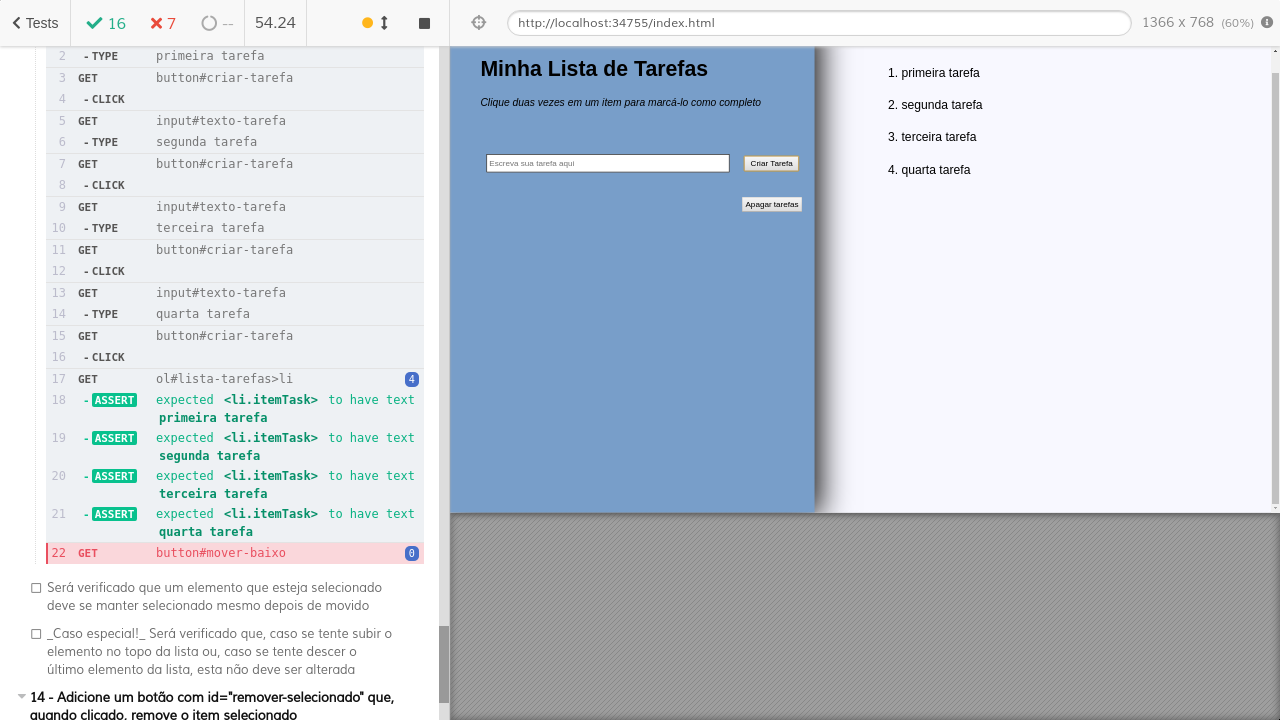 Tests 16 7 -- 54.24 http://localhost:34755/index.html 1366 x 768 (60%)
2 - TYPE primeira tarefa
3 GET button#criar-tarefa
4 - CLICK
5 GET input#texto-tarefa
6 - TYPE segunda tarefa
7 GET button#criar-tarefa
8 - CLICK
9 GET input#texto-tarefa
10 - TYPE terceira tarefa
11 GET button#criar-tarefa
12 - CLICK
13 GET input#texto-tarefa
14 - TYPE quarta tarefa
15 GET button#criar-tarefa
16 - CLICK
17 GET ol#lista-tarefas>li 4
18 - ASSERT expected <li.itemTask> to have text
primeira tarefa
19 - ASSERT expected <li.itemTask> to have text
segunda tarefa
20 - ASSERT expected <li.itemTask> to have text
terceira tarefa
21 - ASSERT expected <li.itemTask> to have text
quarta tarefa
22 GET button#mover-baixo 0
Será verificado que um elemento que esteja selecionado
deve se manter selecionado mesmo depois de movido
_Caso especial!_ Será verificado que, caso se tente subir o
elemento no topo da lista ou, caso se tente descer o
último elemento da lista, esta não deve ser alterada
14 - Adicione um botão com id="remover-selecionado" que,
quando clicado, remove o item selecionado
Minha Lista de Tarefas
Clique duas vezes em um item para marcá-lo como completo
Escreva sua tarefa aqui
Criar Tarefa
Apagar tarefas
1. primeira tarefa
2. segunda tarefa
3. terceira tarefa
4. quarta tarefa